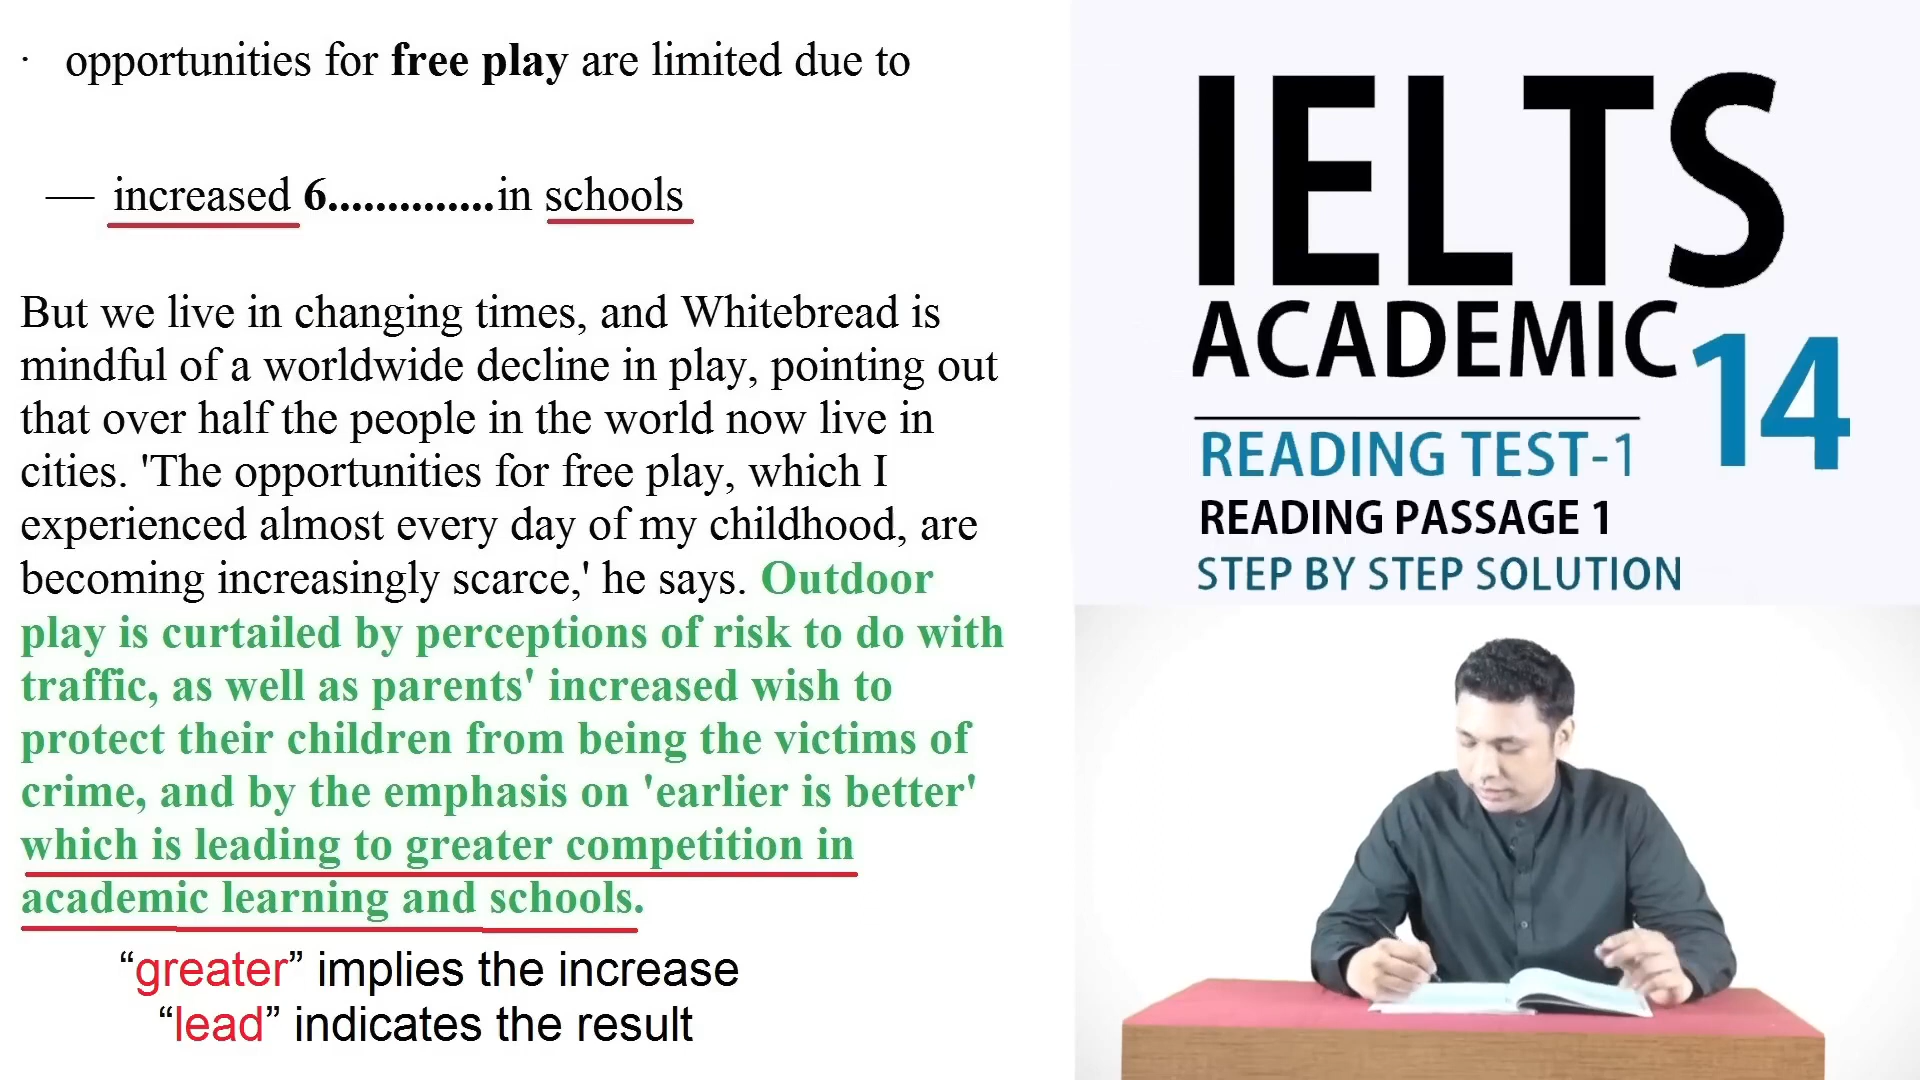 · opportunities for free play are limited due to
— increased 6..............in schools
But we live in changing times, and Whitebread is
mindful of a worldwide decline in play, pointing out
that over half the people in the world now live in
cities. 'The opportunities for free play, which I
experienced almost every day of my childhood, are
becoming increasingly scarce,' he says. Outdoor
play is curtailed by perceptions of risk to do with
traffic, as well as parents' increased wish to
protect their children from being the victims of
crime, and by the emphasis on 'earlier is better'
which is leading to greater competition in
academic learning and schools.
“greater” implies the increase
“lead” indicates the result
IELTS
ACADEMIC 14
READING TEST-1
READING PASSAGE 1
STEP BY STEP SOLUTION